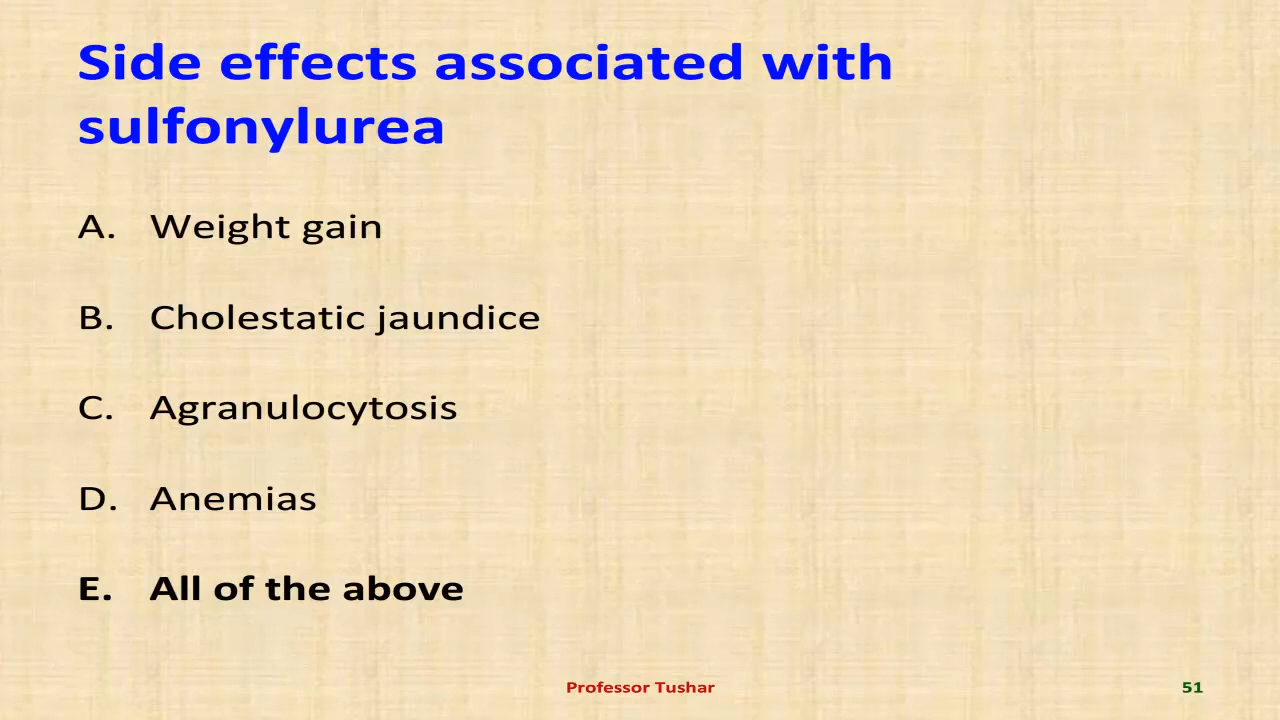 Side effects associated with
sulfonylurea
A. Weight gain
B. Cholestatic jaundice
C. Agranulocytosis
D. Anemias
E. All of the above
Professor Tushar
51